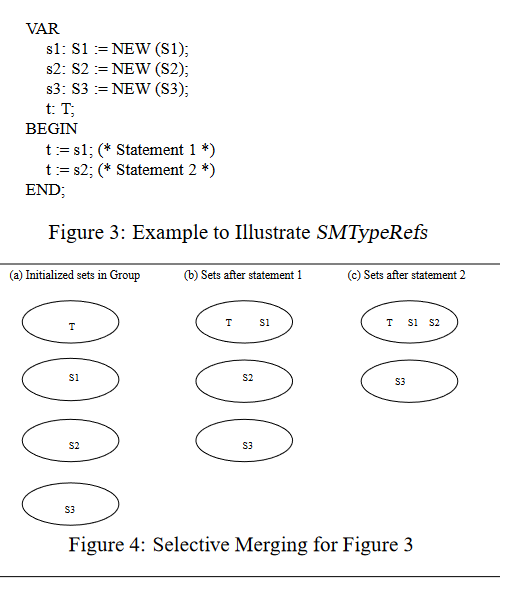 VAR
s1: S1 := NEW (S1);
s2: S2 := NEW (S2);
s3: S3 := NEW (S3);
t: T;
BEGIN
t := s1; (* Statement 1 *)
t := s2; (* Statement 2 *)
END;
Figure 3: Example to Illustrate SMTypeRefs
(a) Initialized sets in Group (b) Sets after statement 1 (c) Sets after statement 2
T T S1 T S1 S2
S1 S2 S3
S2 S3
S3
Figure 4: Selective Merging for Figure 3